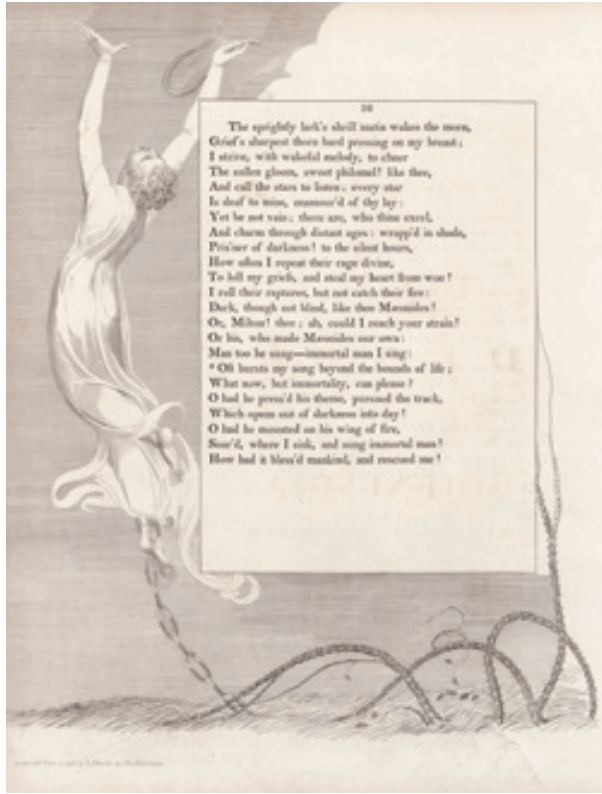 16
The sprightly lark's shrill matin wakes the morn,
Grief's sharpest thorn hard pressing on my breast;
I strive, with wakeful melody, to cheer
The sullen gloom, sweet philomel! like thee,
And call the stars to listen: every star
Is deaf to mine, enamour'd of thy lay:
Yet be not vain; there are, who thine excel,
And charm through distant ages: wrapp'd in shade,
Pris'ner of darkness! to the silent hours,
How often I repeat their rage divine,
To lull my griefs, and steal my heart from woe!
I roll their raptures, but not catch their fire:
Dark, though not blind, like thee Mæonides!
Or, Milton! thee; ah, could I reach your strain!
Or his, who made Mæonides our own:
Man too he sung—immortal man I sing:
* Oft bursts my song beyond the bounds of life;
What now, but immortality, can please?
O had he press'd his theme, pursued the track,
Which opens out of darkness into day!
O had he mounted on his wing of fire,
Soar'd, where I sink, and sung immortal man!
How had it bless'd mankind, and rescued me!